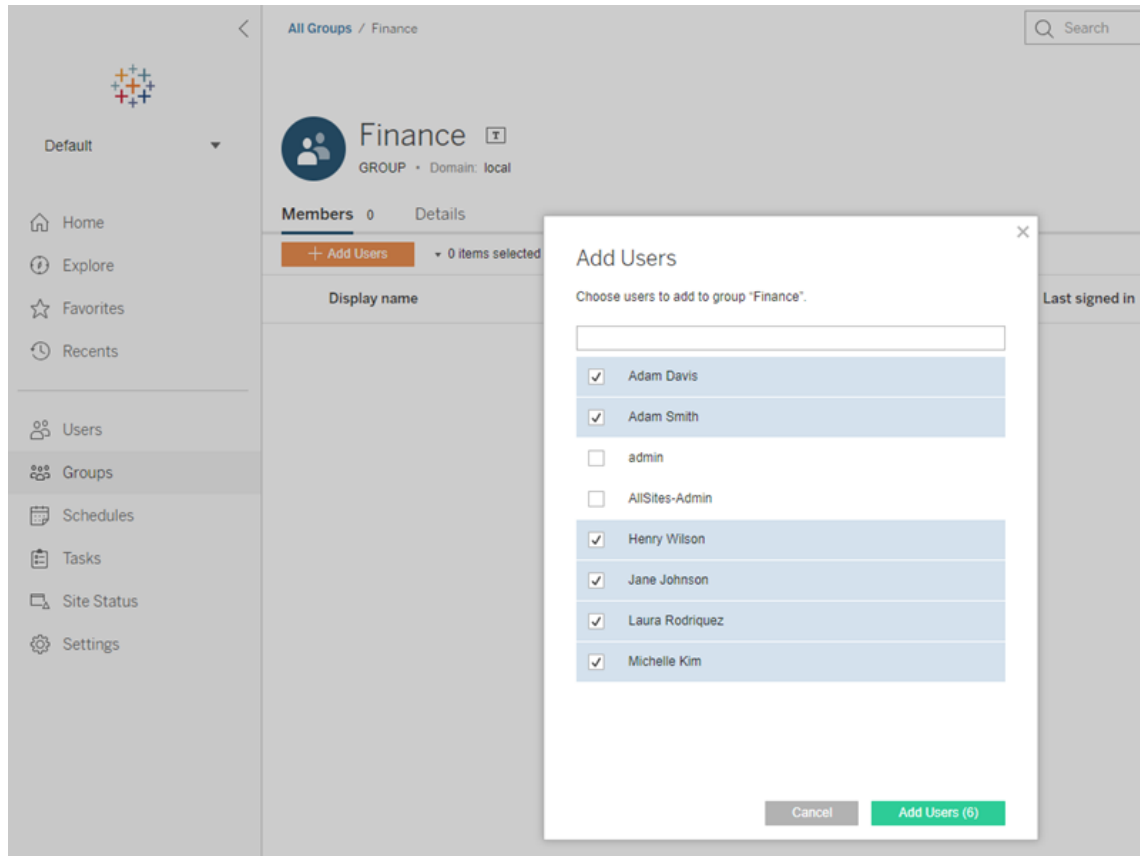 All Groups / Finance
Search
Default
Finance T
GROUP • Domain: local
Members 0 Details
+ Add Users 0 items selected
Display name
Last signed in
Home
Explore
Favorites
Recents
Users
Groups
Schedules
Tasks
Site Status
Settings
Add Users
Choose users to add to group "Finance".
Adam Davis
Adam Smith
admin
AllSites-Admin
Henry Wilson
Jane Johnson
Laura Rodriquez
Michelle Kim
Cancel Add Users (6)